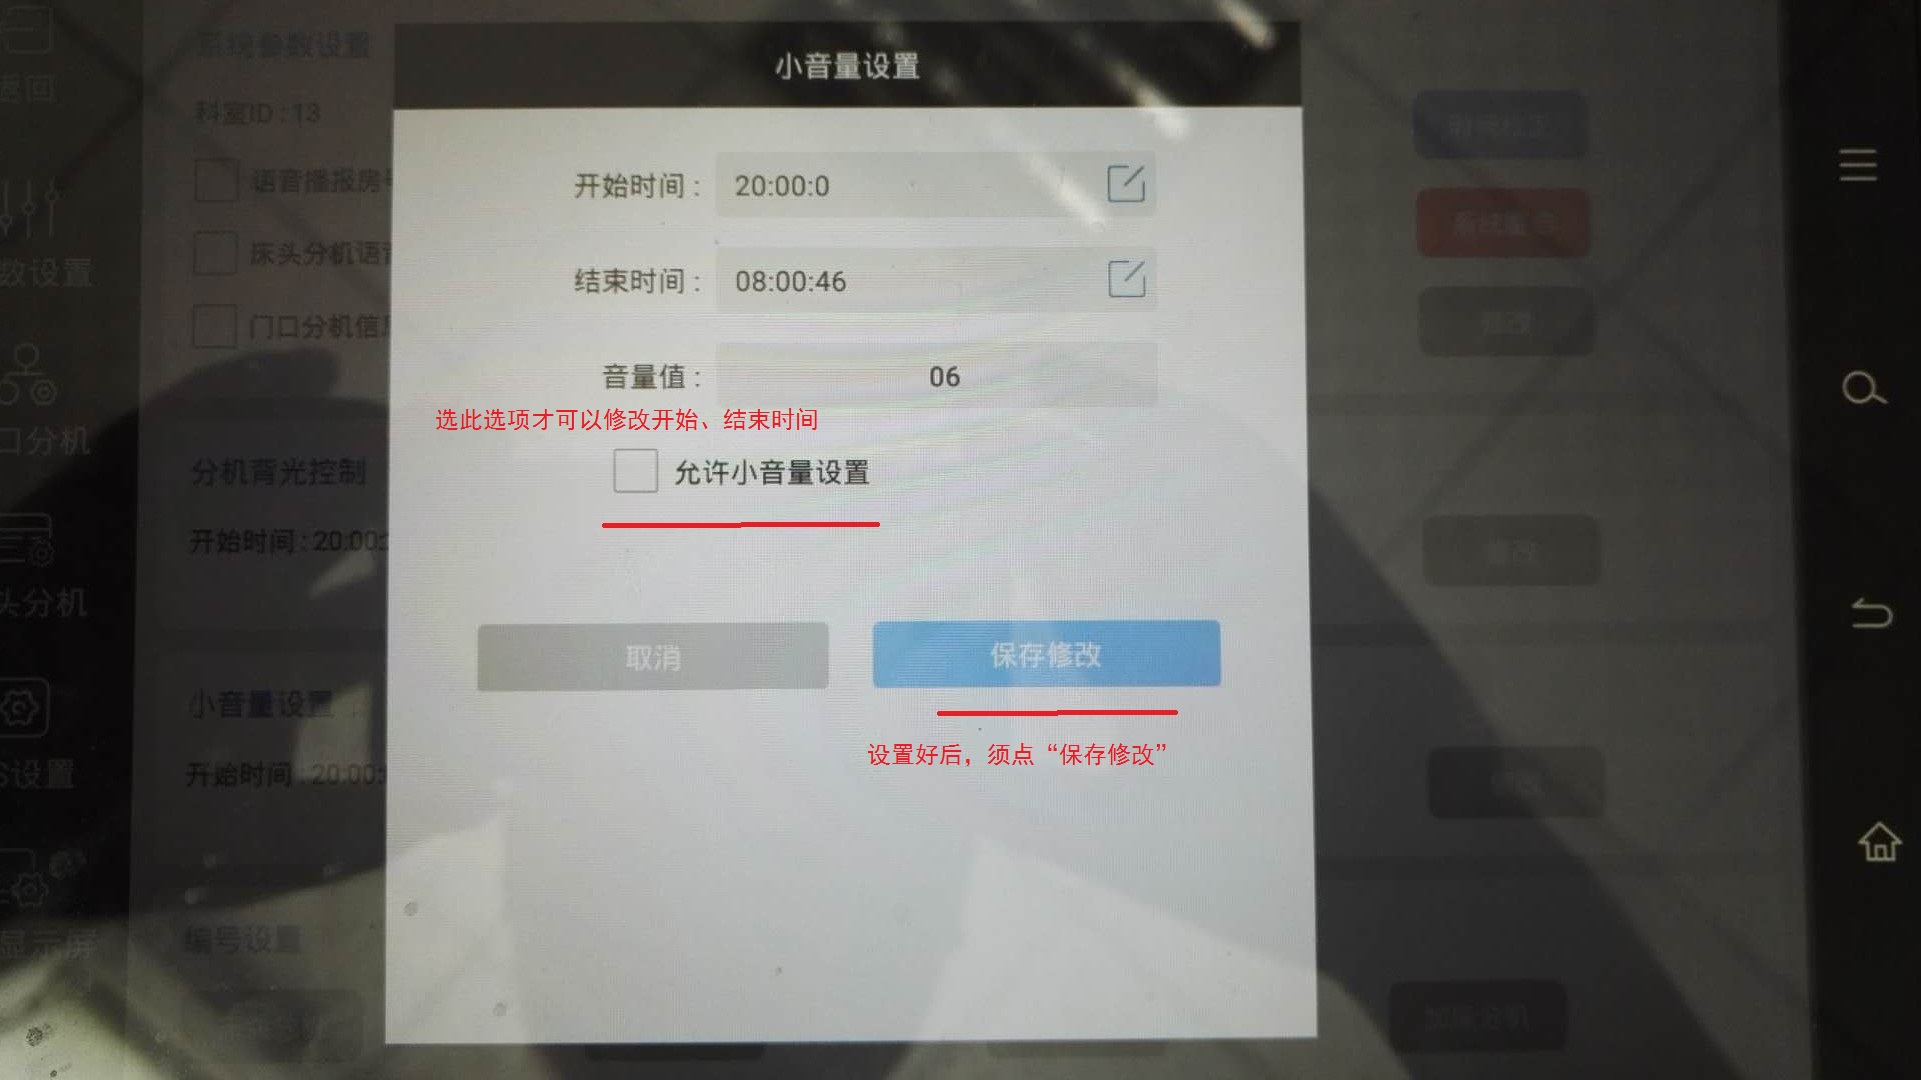 小音量设置
开始时间 : 20:00:0
结束时间 : 08:00:46
音量值 : 06
选此选项才可以修改开始、结束时间
允许小音量设置
取消
保存修改
设置好后，须点“保存修改”
返回
数设置
口分机
头分机
S设置
显示屏
系统参数设置
科室ID : 13
语音播报房号
床头分机语音
门口分机信息
分机背光控制
开始时间 : 20:00:
小音量设置
开始时间 : 20:00:
编号设置
时间校正
修改